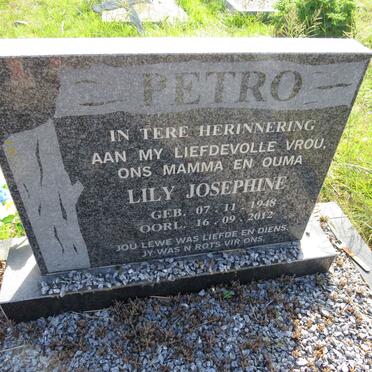 PETRO
IN TERE HERINNERING
AAN MY LIEFDEVOLLE VROU,
ONS MAMMA EN OUMA
LILY JOSEPHINE
GEB. 07. 11. 1948
OORL. 16. 09. 2012
JOU LEWE WAS LIEFDE EN DIENS.
JY WAS N ROTS VIR ONS.